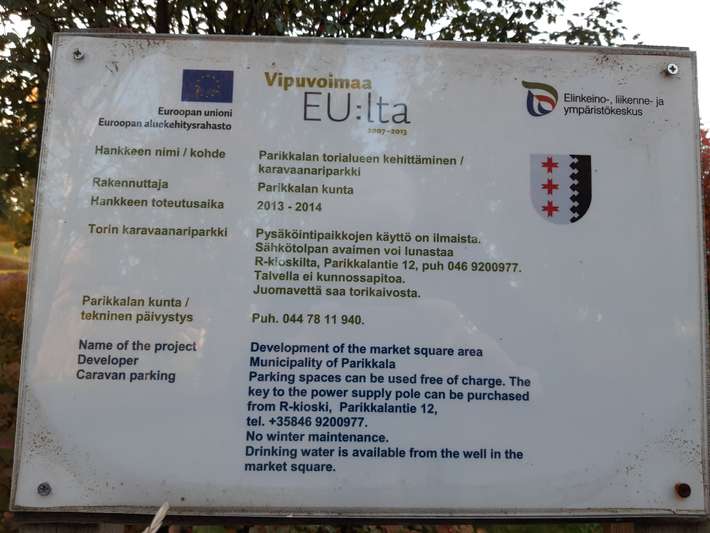 Euroopan unioni
Euroopan aluekehitysrahasto
Vipuvoimaa
EU:lta
2007–2013
Elinkeino-, liikenne- ja
ympäristökeskus
Hankkeen nimi / kohde Parikkalan torialueen kehittäminen /
karavaanariparkki
Rakennuttaja Parikkalan kunta
Hankkeen toteutusaika 2013 - 2014
Torin karavaanariparkki Pysäköintipaikkojen käyttö on ilmaista.
Sähkötolpan avaimen voi lunastaa
R-kioskilta, Parikkalantie 12, puh 046 9200977.
Talvella ei kunnossapitoa.
Juomavettä saa torikaivosta.
Parikkalan kunta /
tekninen päivystys Puh. 044 78 11 940.
Name of the project Development of the market square area
Developer Municipality of Parikkala
Caravan parking Parking spaces can be used free of charge. The
key to the power supply pole can be purchased
from R-kioski, Parikkalantie 12,
tel. +35846 9200977.
No winter maintenance.
Drinking water is available from the well in the
market square.